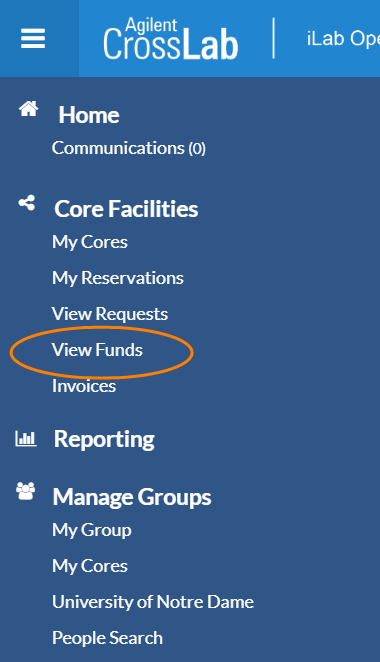 Agilent
CrossLab
iLab Ope
Home
Communications (0)
Core Facilities
My Cores
My Reservations
View Requests
View Funds
Invoices
Reporting
Manage Groups
My Group
My Cores
University of Notre Dame
People Search